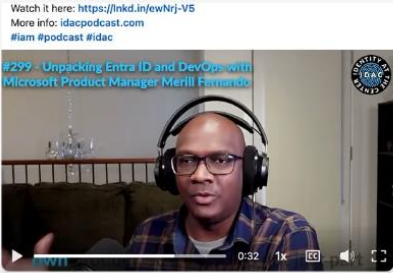 Watch it here: https://lnkd.in/ewNrj-V5
More info: idacpodcast.com
#iam #podcast #idac
#299 - Unpacking Entra ID and DevOps with
Microsoft Product Manager Merill Fernando
IDENTITY AT THE CENTER
IDAC
0:32 1x CC